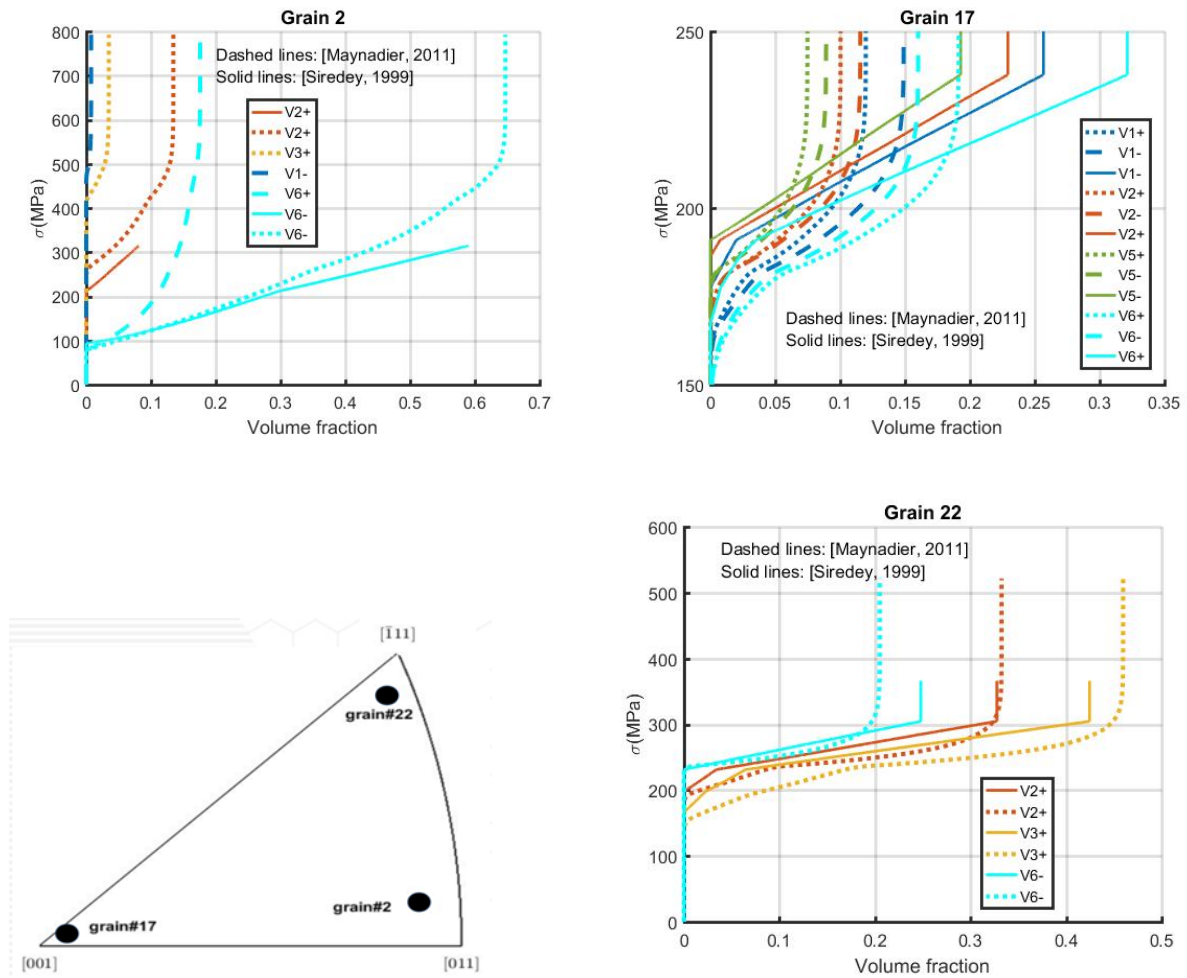 Grain 2
800
700
600
500
400
300
200
100
0
σ(MPa)
Dashed lines: [Maynadier, 2011]
Solid lines: [Siredey, 1999]
V2+
V2+
V3+
V1-
V6+
V6-
V6-
0 0.1 0.2 0.3 0.4 0.5 0.6 0.7
Volume fraction
Grain 17
250
200
150
σ(MPa)
V1+
V1-
V1-
V2+
V2-
V2+
V5+
V5-
V5-
V6+
V6-
V6+
Dashed lines: [Maynadier, 2011]
Solid lines: [Siredey, 1999]
0 0.05 0.1 0.15 0.2 0.25 0.3 0.35
Volume fraction
[1̄11]
grain#22
grain#2
grain#17
[001]
[011]
Grain 22
600
500
400
300
200
100
0
σ(MPa)
Dashed lines: [Maynadier, 2011]
Solid lines: [Siredey, 1999]
V2+
V2+
V3+
V3+
V6-
V6-
0 0.1 0.2 0.3 0.4 0.5
Volume fraction